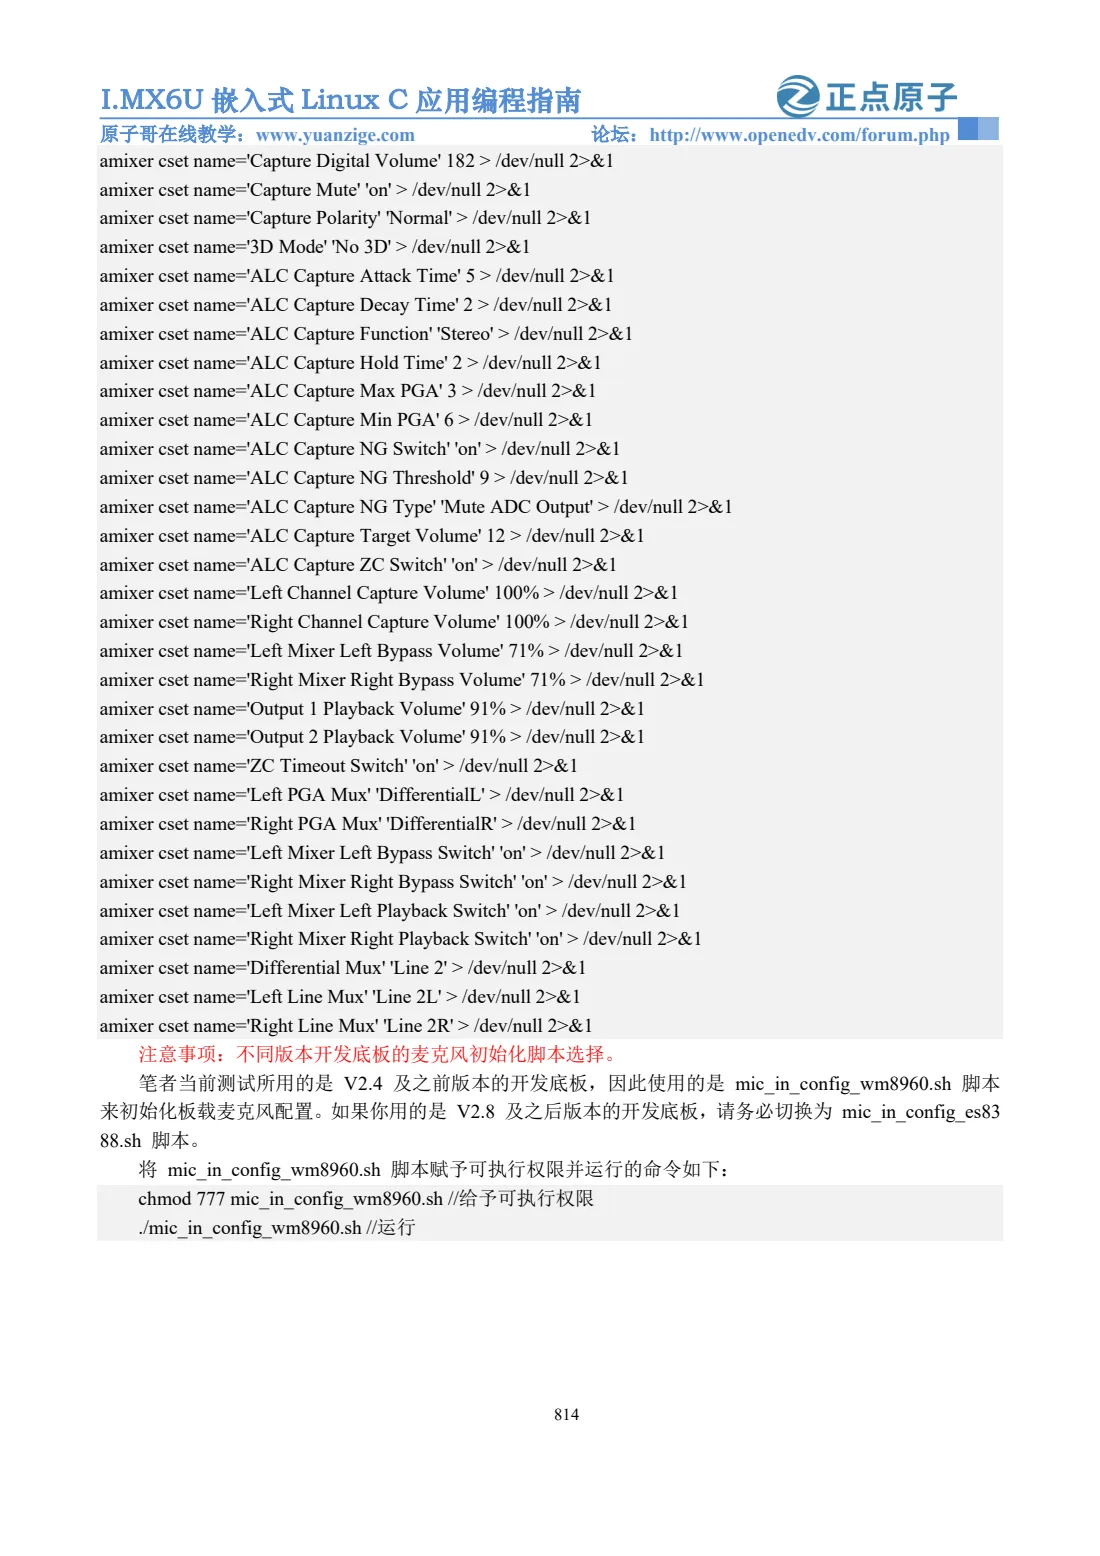 I.MX6U 嵌入式 Linux C 应用编程指南
正点原子
原子哥在线教学：www.yuanzige.com 论坛：http://www.openedv.com/forum.php
amixer cset name='Capture Digital Volume' 182 > /dev/null 2>&1
amixer cset name='Capture Mute' 'on' > /dev/null 2>&1
amixer cset name='Capture Polarity' 'Normal' > /dev/null 2>&1
amixer cset name='3D Mode' 'No 3D' > /dev/null 2>&1
amixer cset name='ALC Capture Attack Time' 5 > /dev/null 2>&1
amixer cset name='ALC Capture Decay Time' 2 > /dev/null 2>&1
amixer cset name='ALC Capture Function' 'Stereo' > /dev/null 2>&1
amixer cset name='ALC Capture Hold Time' 2 > /dev/null 2>&1
amixer cset name='ALC Capture Max PGA' 3 > /dev/null 2>&1
amixer cset name='ALC Capture Min PGA' 6 > /dev/null 2>&1
amixer cset name='ALC Capture NG Switch' 'on' > /dev/null 2>&1
amixer cset name='ALC Capture NG Threshold' 9 > /dev/null 2>&1
amixer cset name='ALC Capture NG Type' 'Mute ADC Output' > /dev/null 2>&1
amixer cset name='ALC Capture Target Volume' 12 > /dev/null 2>&1
amixer cset name='ALC Capture ZC Switch' 'on' > /dev/null 2>&1
amixer cset name='Left Channel Capture Volume' 100% > /dev/null 2>&1
amixer cset name='Right Channel Capture Volume' 100% > /dev/null 2>&1
amixer cset name='Left Mixer Left Bypass Volume' 71% > /dev/null 2>&1
amixer cset name='Right Mixer Right Bypass Volume' 71% > /dev/null 2>&1
amixer cset name='Output 1 Playback Volume' 91% > /dev/null 2>&1
amixer cset name='Output 2 Playback Volume' 91% > /dev/null 2>&1
amixer cset name='ZC Timeout Switch' 'on' > /dev/null 2>&1
amixer cset name='Left PGA Mux' 'DifferentialL' > /dev/null 2>&1
amixer cset name='Right PGA Mux' 'DifferentialR' > /dev/null 2>&1
amixer cset name='Left Mixer Left Bypass Switch' 'on' > /dev/null 2>&1
amixer cset name='Right Mixer Right Bypass Switch' 'on' > /dev/null 2>&1
amixer cset name='Left Mixer Left Playback Switch' 'on' > /dev/null 2>&1
amixer cset name='Right Mixer Right Playback Switch' 'on' > /dev/null 2>&1
amixer cset name='Differential Mux' 'Line 2' > /dev/null 2>&1
amixer cset name='Left Line Mux' 'Line 2L' > /dev/null 2>&1
amixer cset name='Right Line Mux' 'Line 2R' > /dev/null 2>&1
注意事项：不同版本开发底板的麦克风初始化脚本选择。
笔者当前测试所用的是 V2.4 及之前版本的开发底板，因此使用的是 mic_in_config_wm8960.sh 脚本
来初始化板载麦克风配置。如果你用的是 V2.8 及之后版本的开发底板，请务必切换为 mic_in_config_es83
88.sh 脚本。
将 mic_in_config_wm8960.sh 脚本赋予可执行权限并运行的命令如下：
chmod 777 mic_in_config_wm8960.sh //给予可执行权限
./mic_in_config_wm8960.sh //运行
814